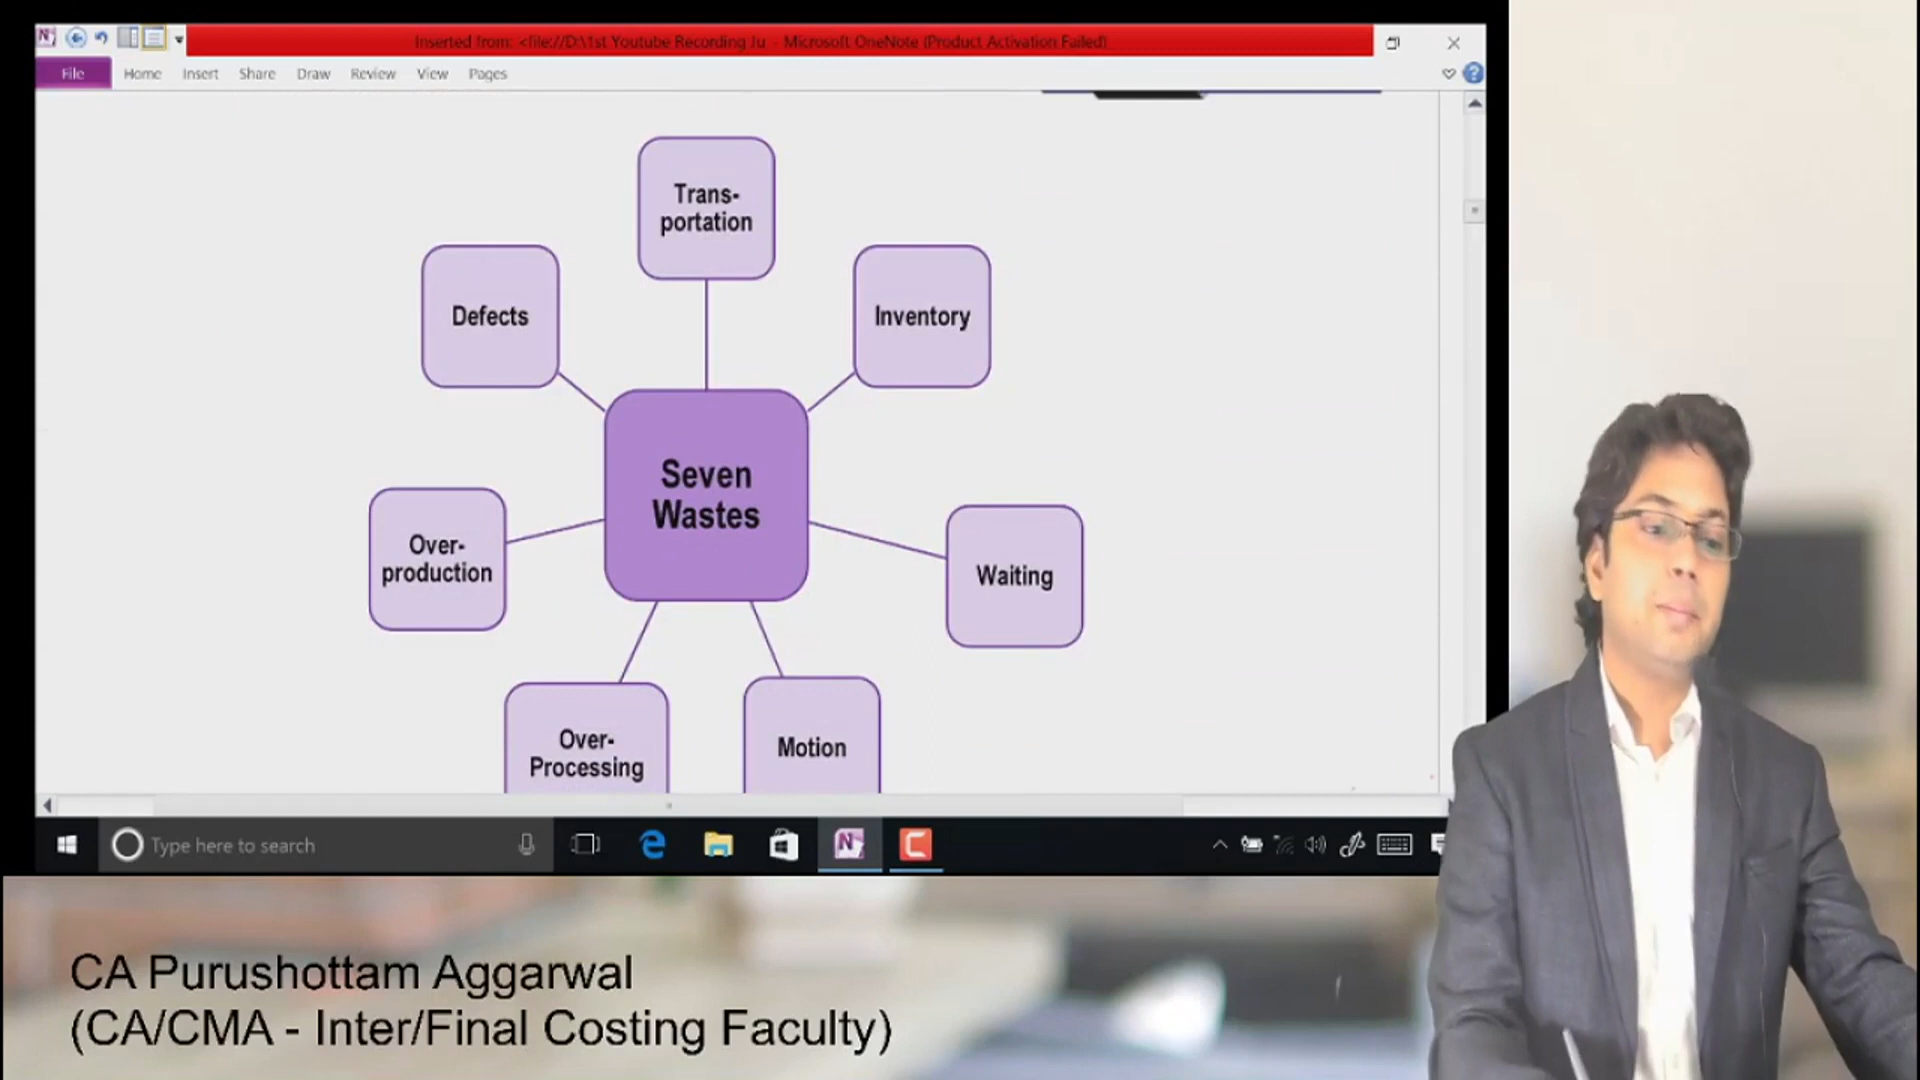 Inserted from: <file://D:\1st Youtube Recording Ju - Microsoft OneNote (Product Activation Failed)
File Home Insert Share Draw Review View Pages
Trans-
portation
Defects
Inventory
Seven
Wastes
Over-
production
Waiting
Over-
Processing
Motion
Type here to search
CA Purushottam Aggarwal
(CA/CMA - Inter/Final Costing Faculty)